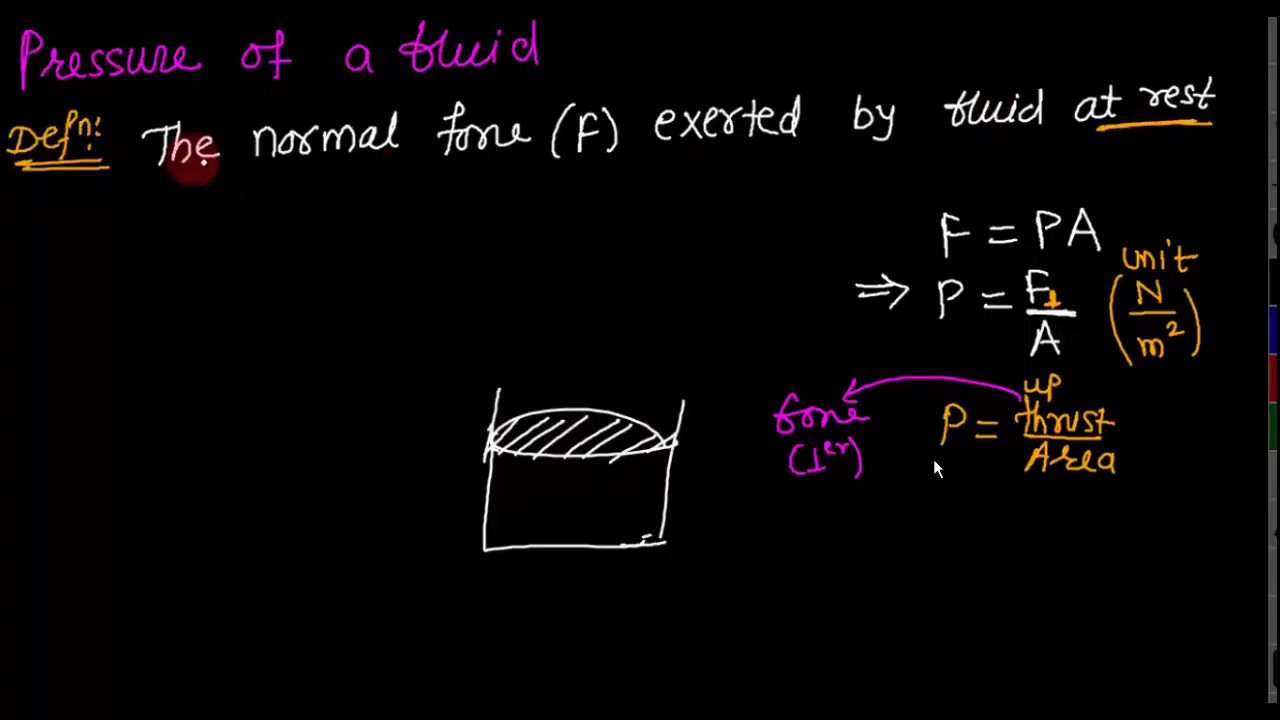 Pressure of a fluid
Defn: The normal force (F) exerted by fluid at rest
F = PA
⇒ P = F⊥/A (N/m²) unit
P = up thrust/Area
force (⊥er)